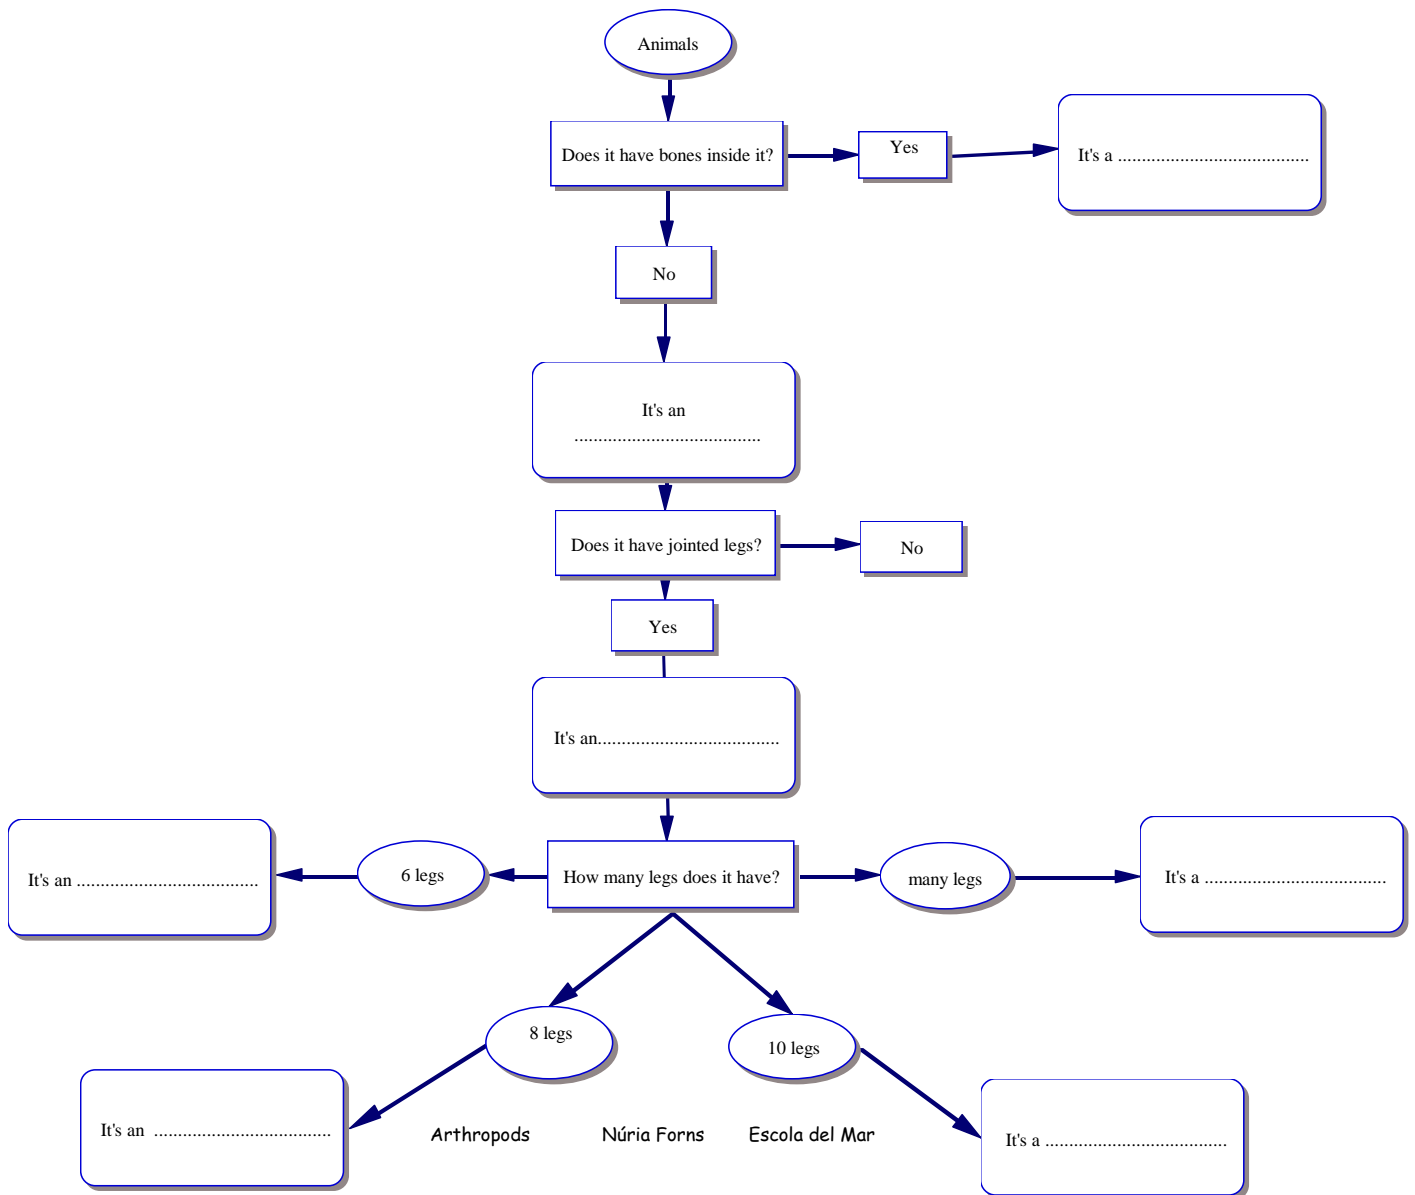 Animals
Does it have bones inside it?
Yes
It's a ........................................
No
It's an
.......................................
Does it have jointed legs?
No
Yes
It's an......................................
How many legs does it have?
6 legs
It's an ......................................
many legs
It's a ......................................
8 legs
10 legs
It's an .....................................
It's a ......................................
Arthropods Núria Forns Escola del Mar